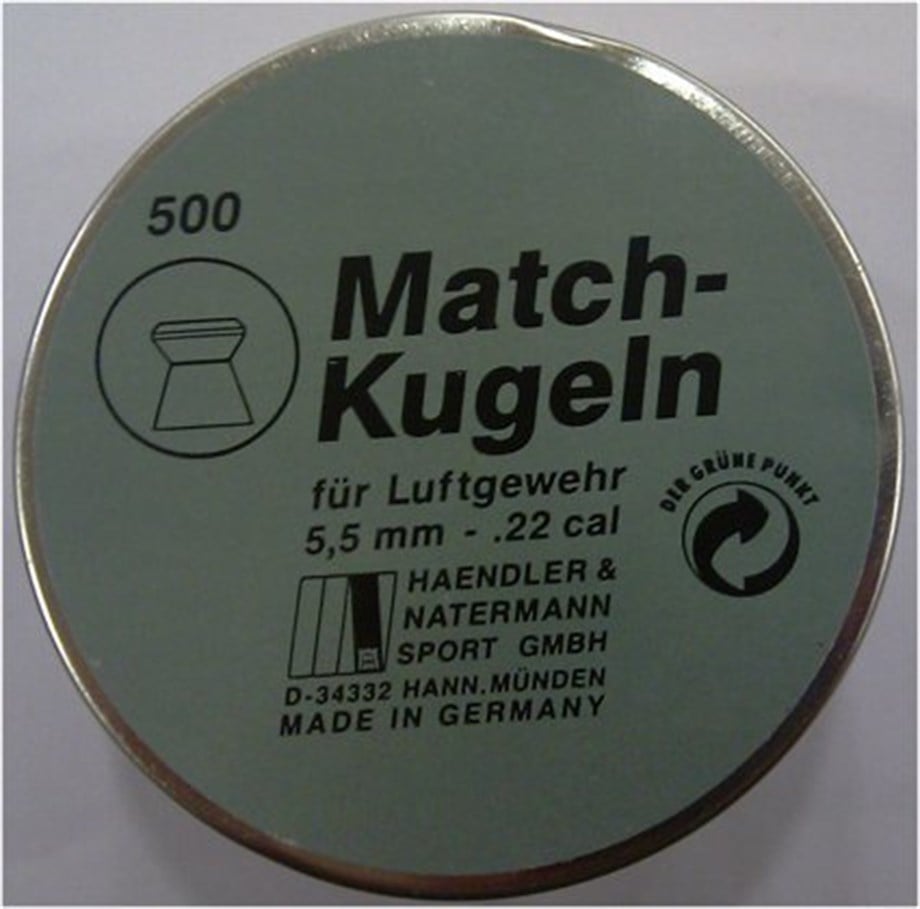 500
Match-
Kugeln
für Luftgewehr
5,5 mm - .22 cal
DER GRÜNE PUNKT
HAENDLER &
NATERMANN
SPORT GMBH
D-34332 HANN.MÜNDEN
MADE IN GERMANY